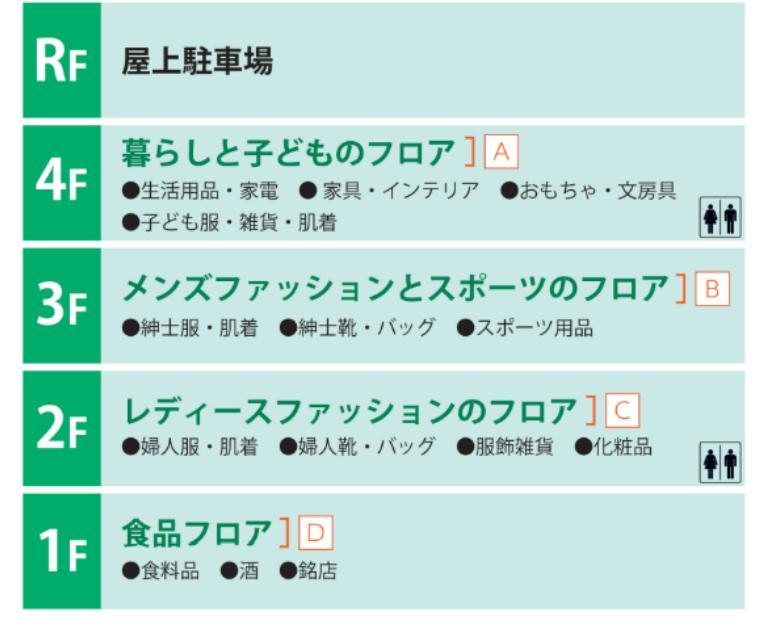 RF 屋上駐車場
4F 暮らしと子どものフロア A
●生活用品・家電 ●家具・インテリア ●おもちゃ・文房具
●子ども服・雑貨・肌着
3F メンズファッションとスポーツのフロア B
●紳士服・肌着 ●紳士靴・バッグ ●スポーツ用品
2F レディースファッションのフロア C
●婦人服・肌着 ●婦人靴・バッグ ●服飾雑貨 ●化粧品
1F 食品フロア D
●食料品 ●酒 ●銘店